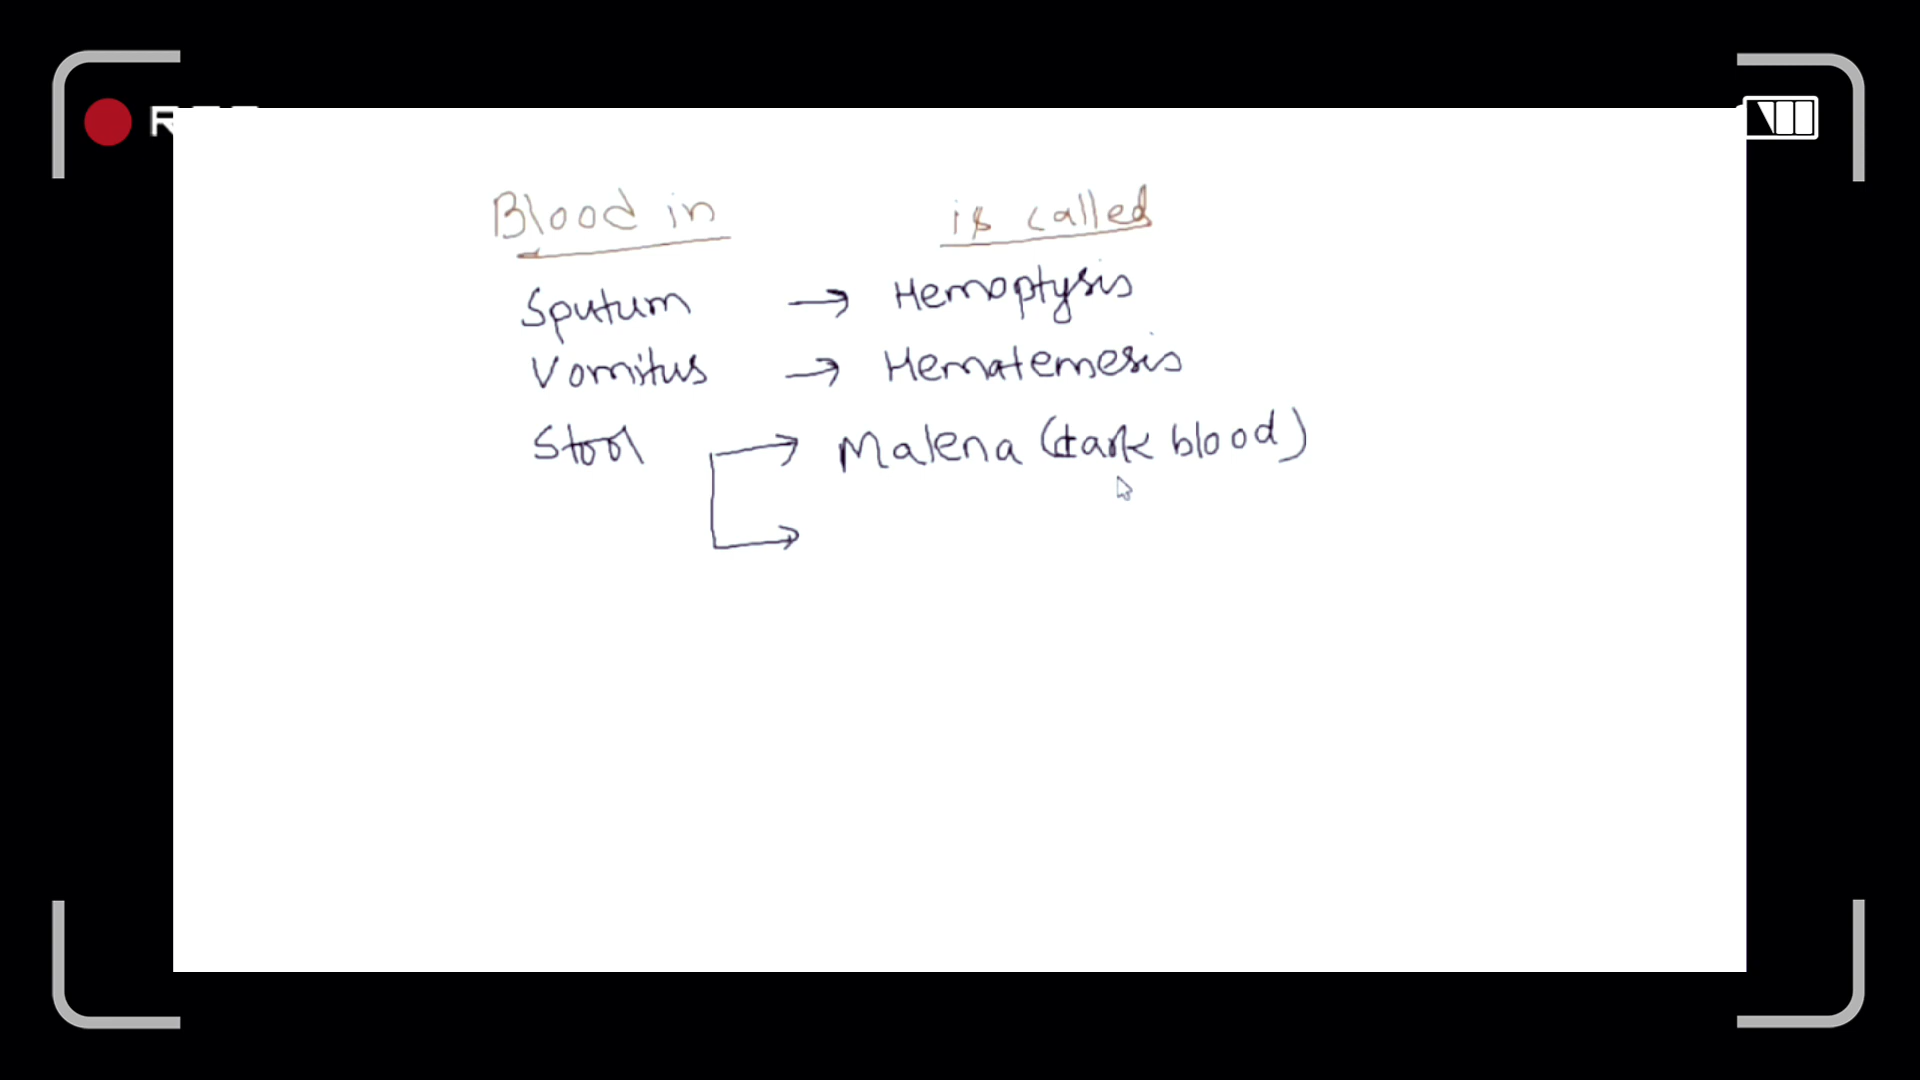 Blood in is called
Sputum → Hemoptysis
Vomitus → Hematemesis
Stool → Malena (dark blood)
→